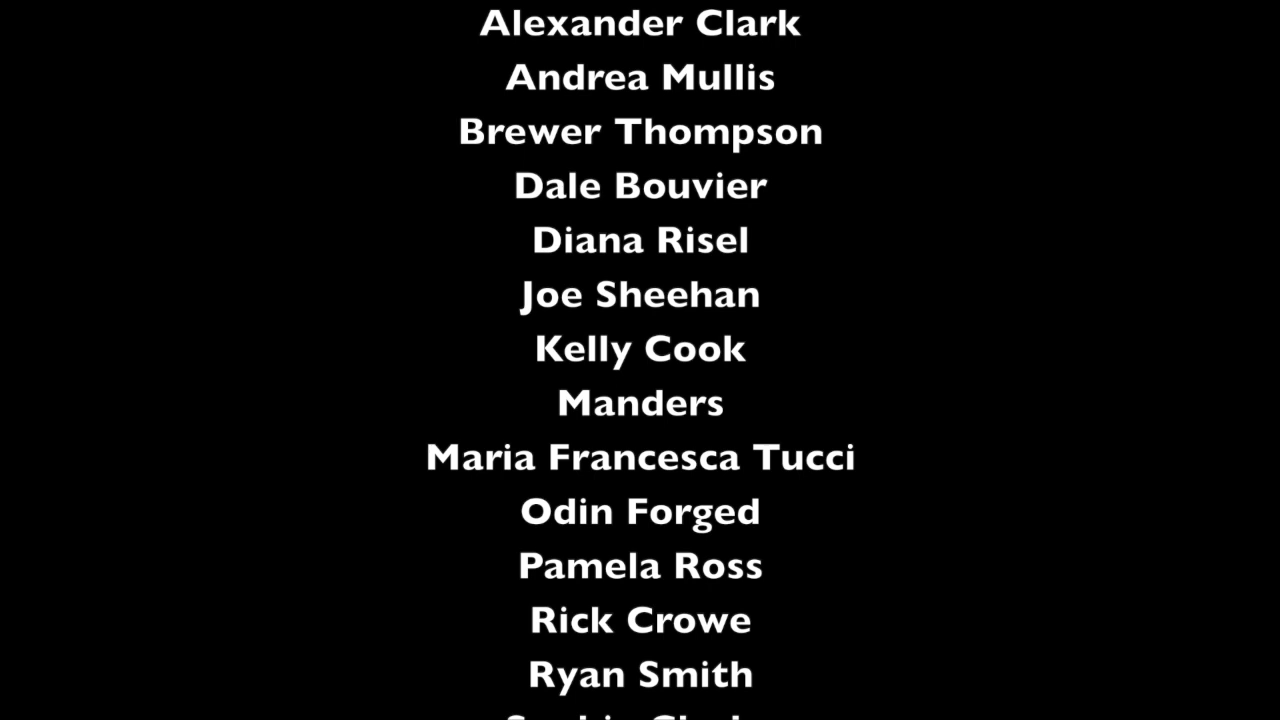 Alexander Clark
Andrea Mullis
Brewer Thompson
Dale Bouvier
Diana Risel
Joe Sheehan
Kelly Cook
Manders
Maria Francesca Tucci
Odin Forged
Pamela Ross
Rick Crowe
Ryan Smith